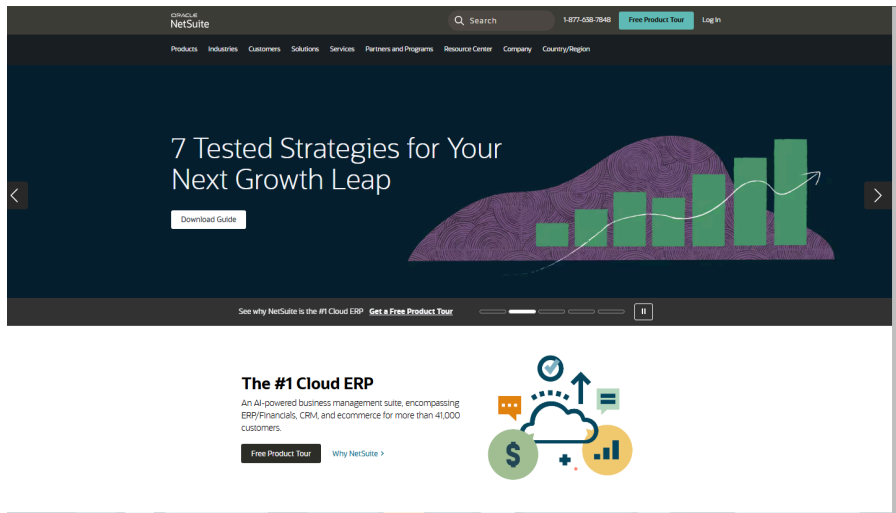 ORACLE
NetSuite
Search
1-877-638-7848
Free Product Tour
Log In
Products Industries Customers Solutions Services Partners and Programs Resource Center Company Country/Region
7 Tested Strategies for Your
Next Growth Leap
Download Guide
See why NetSuite is the #1 Cloud ERP Get a Free Product Tour
The #1 Cloud ERP
An AI-powered business management suite, encompassing
ERP/Financials, CRM, and ecommerce for more than 41,000
customers.
Free Product Tour Why NetSuite >
$